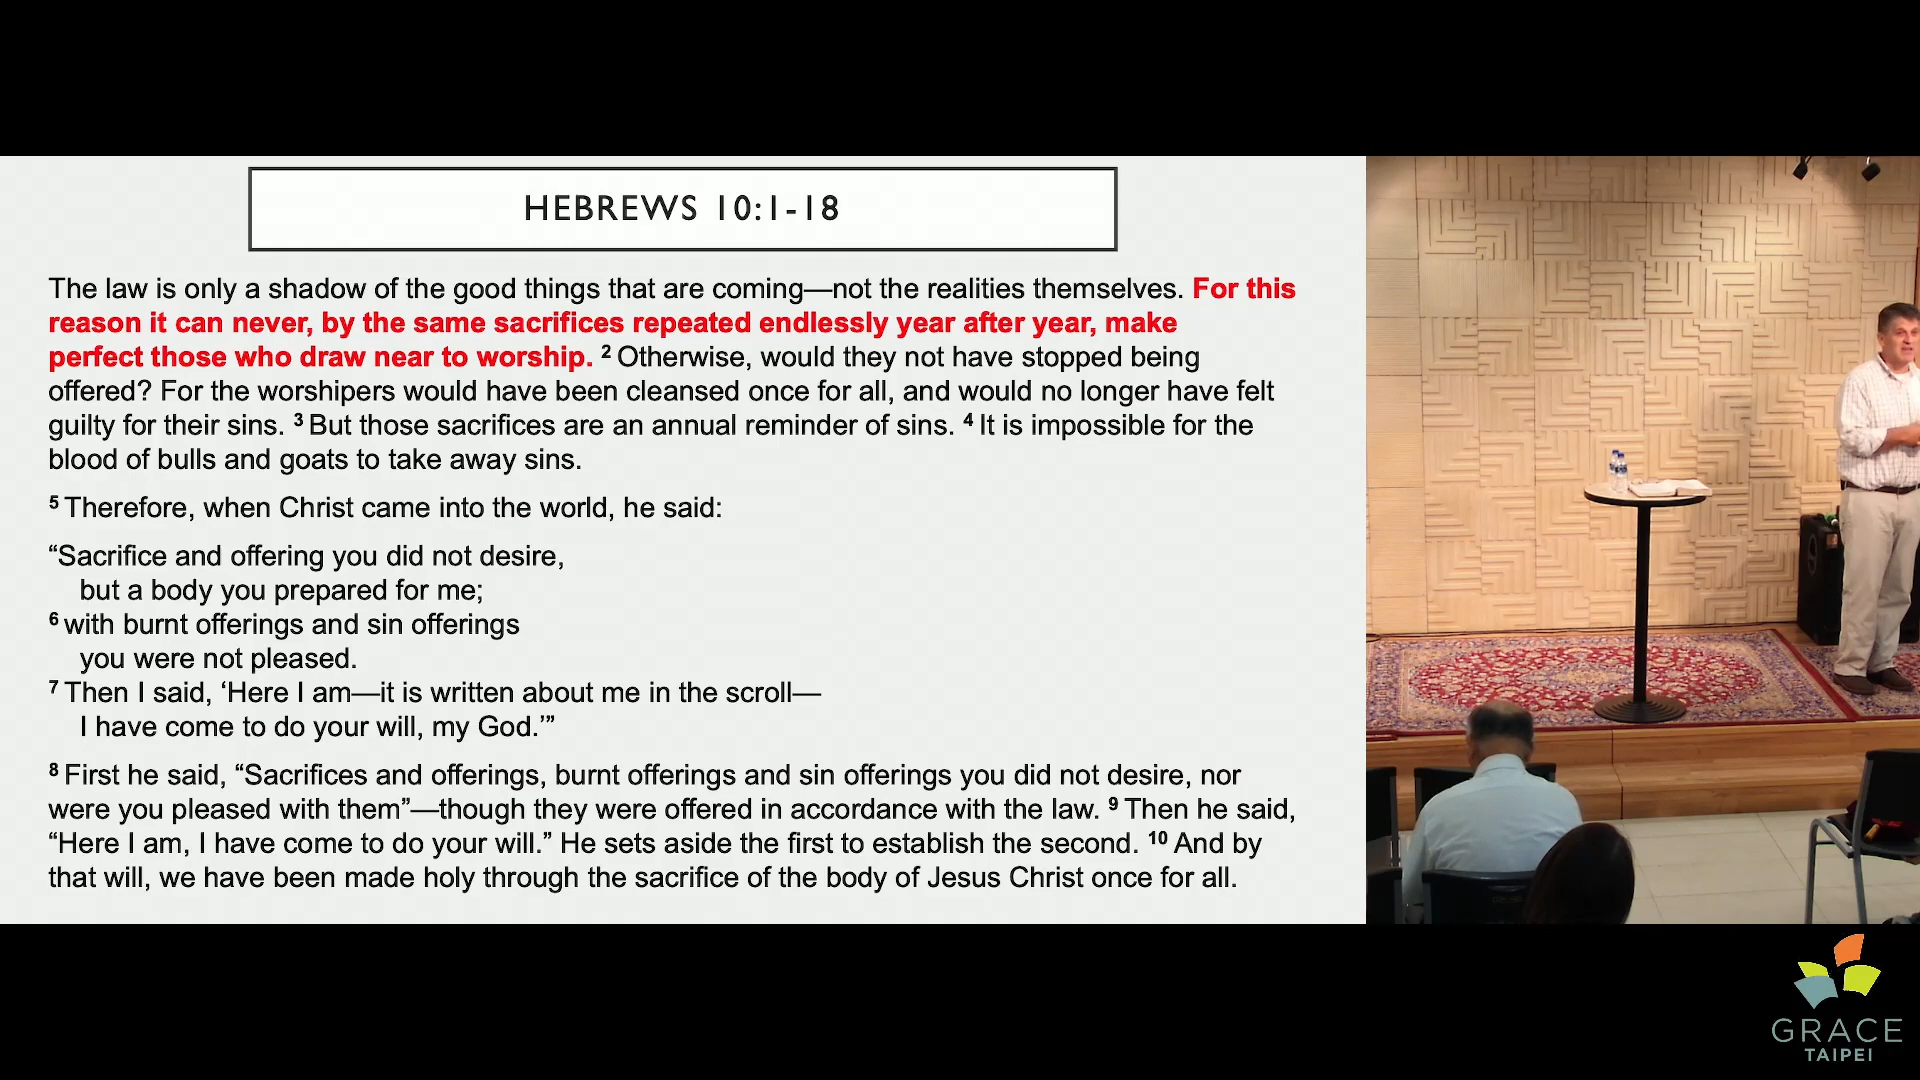 HEBREWS 10:1-18
The law is only a shadow of the good things that are coming—not the realities themselves. For this
reason it can never, by the same sacrifices repeated endlessly year after year, make
perfect those who draw near to worship. 2 Otherwise, would they not have stopped being
offered? For the worshipers would have been cleansed once for all, and would no longer have felt
guilty for their sins. 3 But those sacrifices are an annual reminder of sins. 4 It is impossible for the
blood of bulls and goats to take away sins.
5 Therefore, when Christ came into the world, he said:
“Sacrifice and offering you did not desire,
but a body you prepared for me;
6 with burnt offerings and sin offerings
you were not pleased.
7 Then I said, ‘Here I am—it is written about me in the scroll—
I have come to do your will, my God.’”
8 First he said, “Sacrifices and offerings, burnt offerings and sin offerings you did not desire, nor
were you pleased with them”—though they were offered in accordance with the law. 9 Then he said,
“Here I am, I have come to do your will.” He sets aside the first to establish the second. 10 And by
that will, we have been made holy through the sacrifice of the body of Jesus Christ once for all.
GRACE
TAIPEI